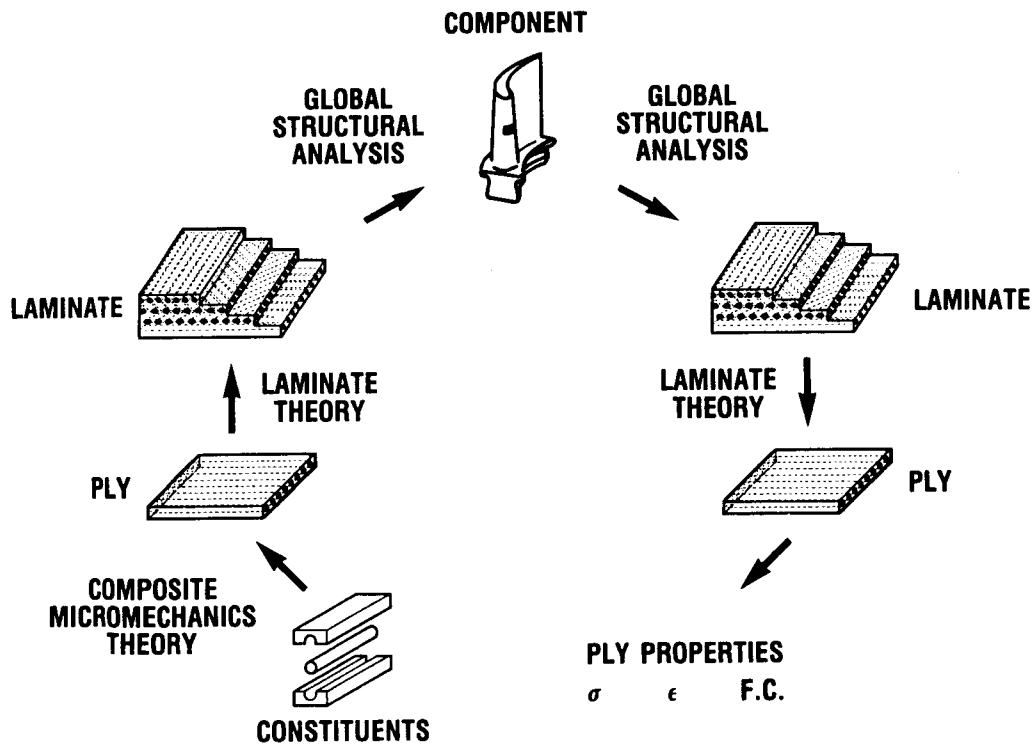 COMPONENT
GLOBAL
STRUCTURAL
ANALYSIS
GLOBAL
STRUCTURAL
ANALYSIS
LAMINATE
LAMINATE
LAMINATE
THEORY
LAMINATE
THEORY
PLY
PLY
COMPOSITE
MICROMECHANICS
THEORY
CONSTITUENTS
PLY PROPERTIES
σ ϵ F.C.